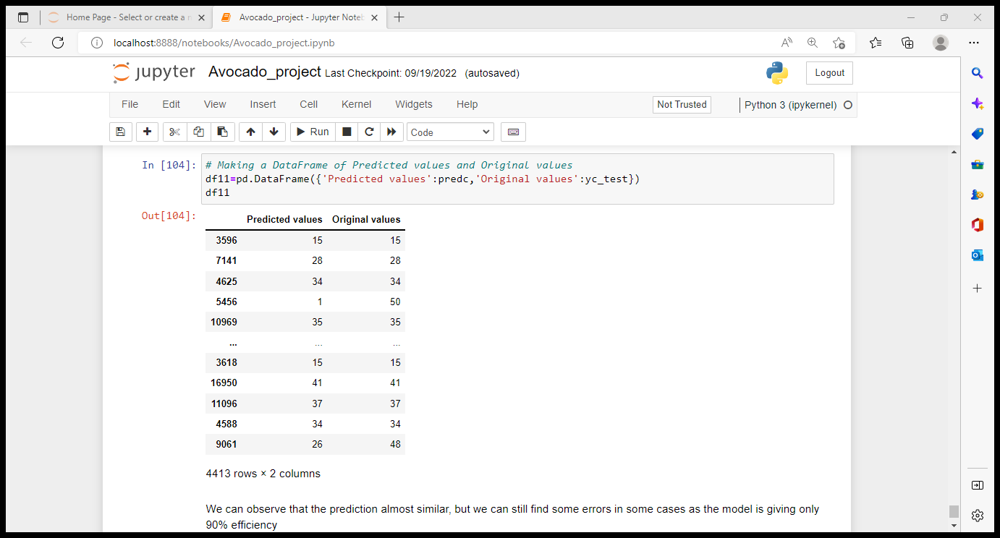 Home Page - Select or create a n
Avocado_project - Jupyter Noteb
localhost:8888/notebooks/Avocado_project.ipynb
jupyter Avocado_project Last Checkpoint: 09/19/2022 (autosaved)
Logout
File Edit View Insert Cell Kernel Widgets Help
Not Trusted
Python 3 (ipykernel)
Run
Code
In [104]: # Making a DataFrame of Predicted values and Original values
df11=pd.DataFrame({'Predicted values':predc,'Original values':yc_test})
df11
Out[104]:
Predicted values Original values
3596 15 15
7141 28 28
4625 34 34
5456 1 50
10969 35 35
... ... ...
3618 15 15
16950 41 41
11096 37 37
4588 34 34
9061 26 48
4413 rows × 2 columns
We can observe that the prediction almost similar, but we can still find some errors in some cases as the model is giving only
90% efficiency